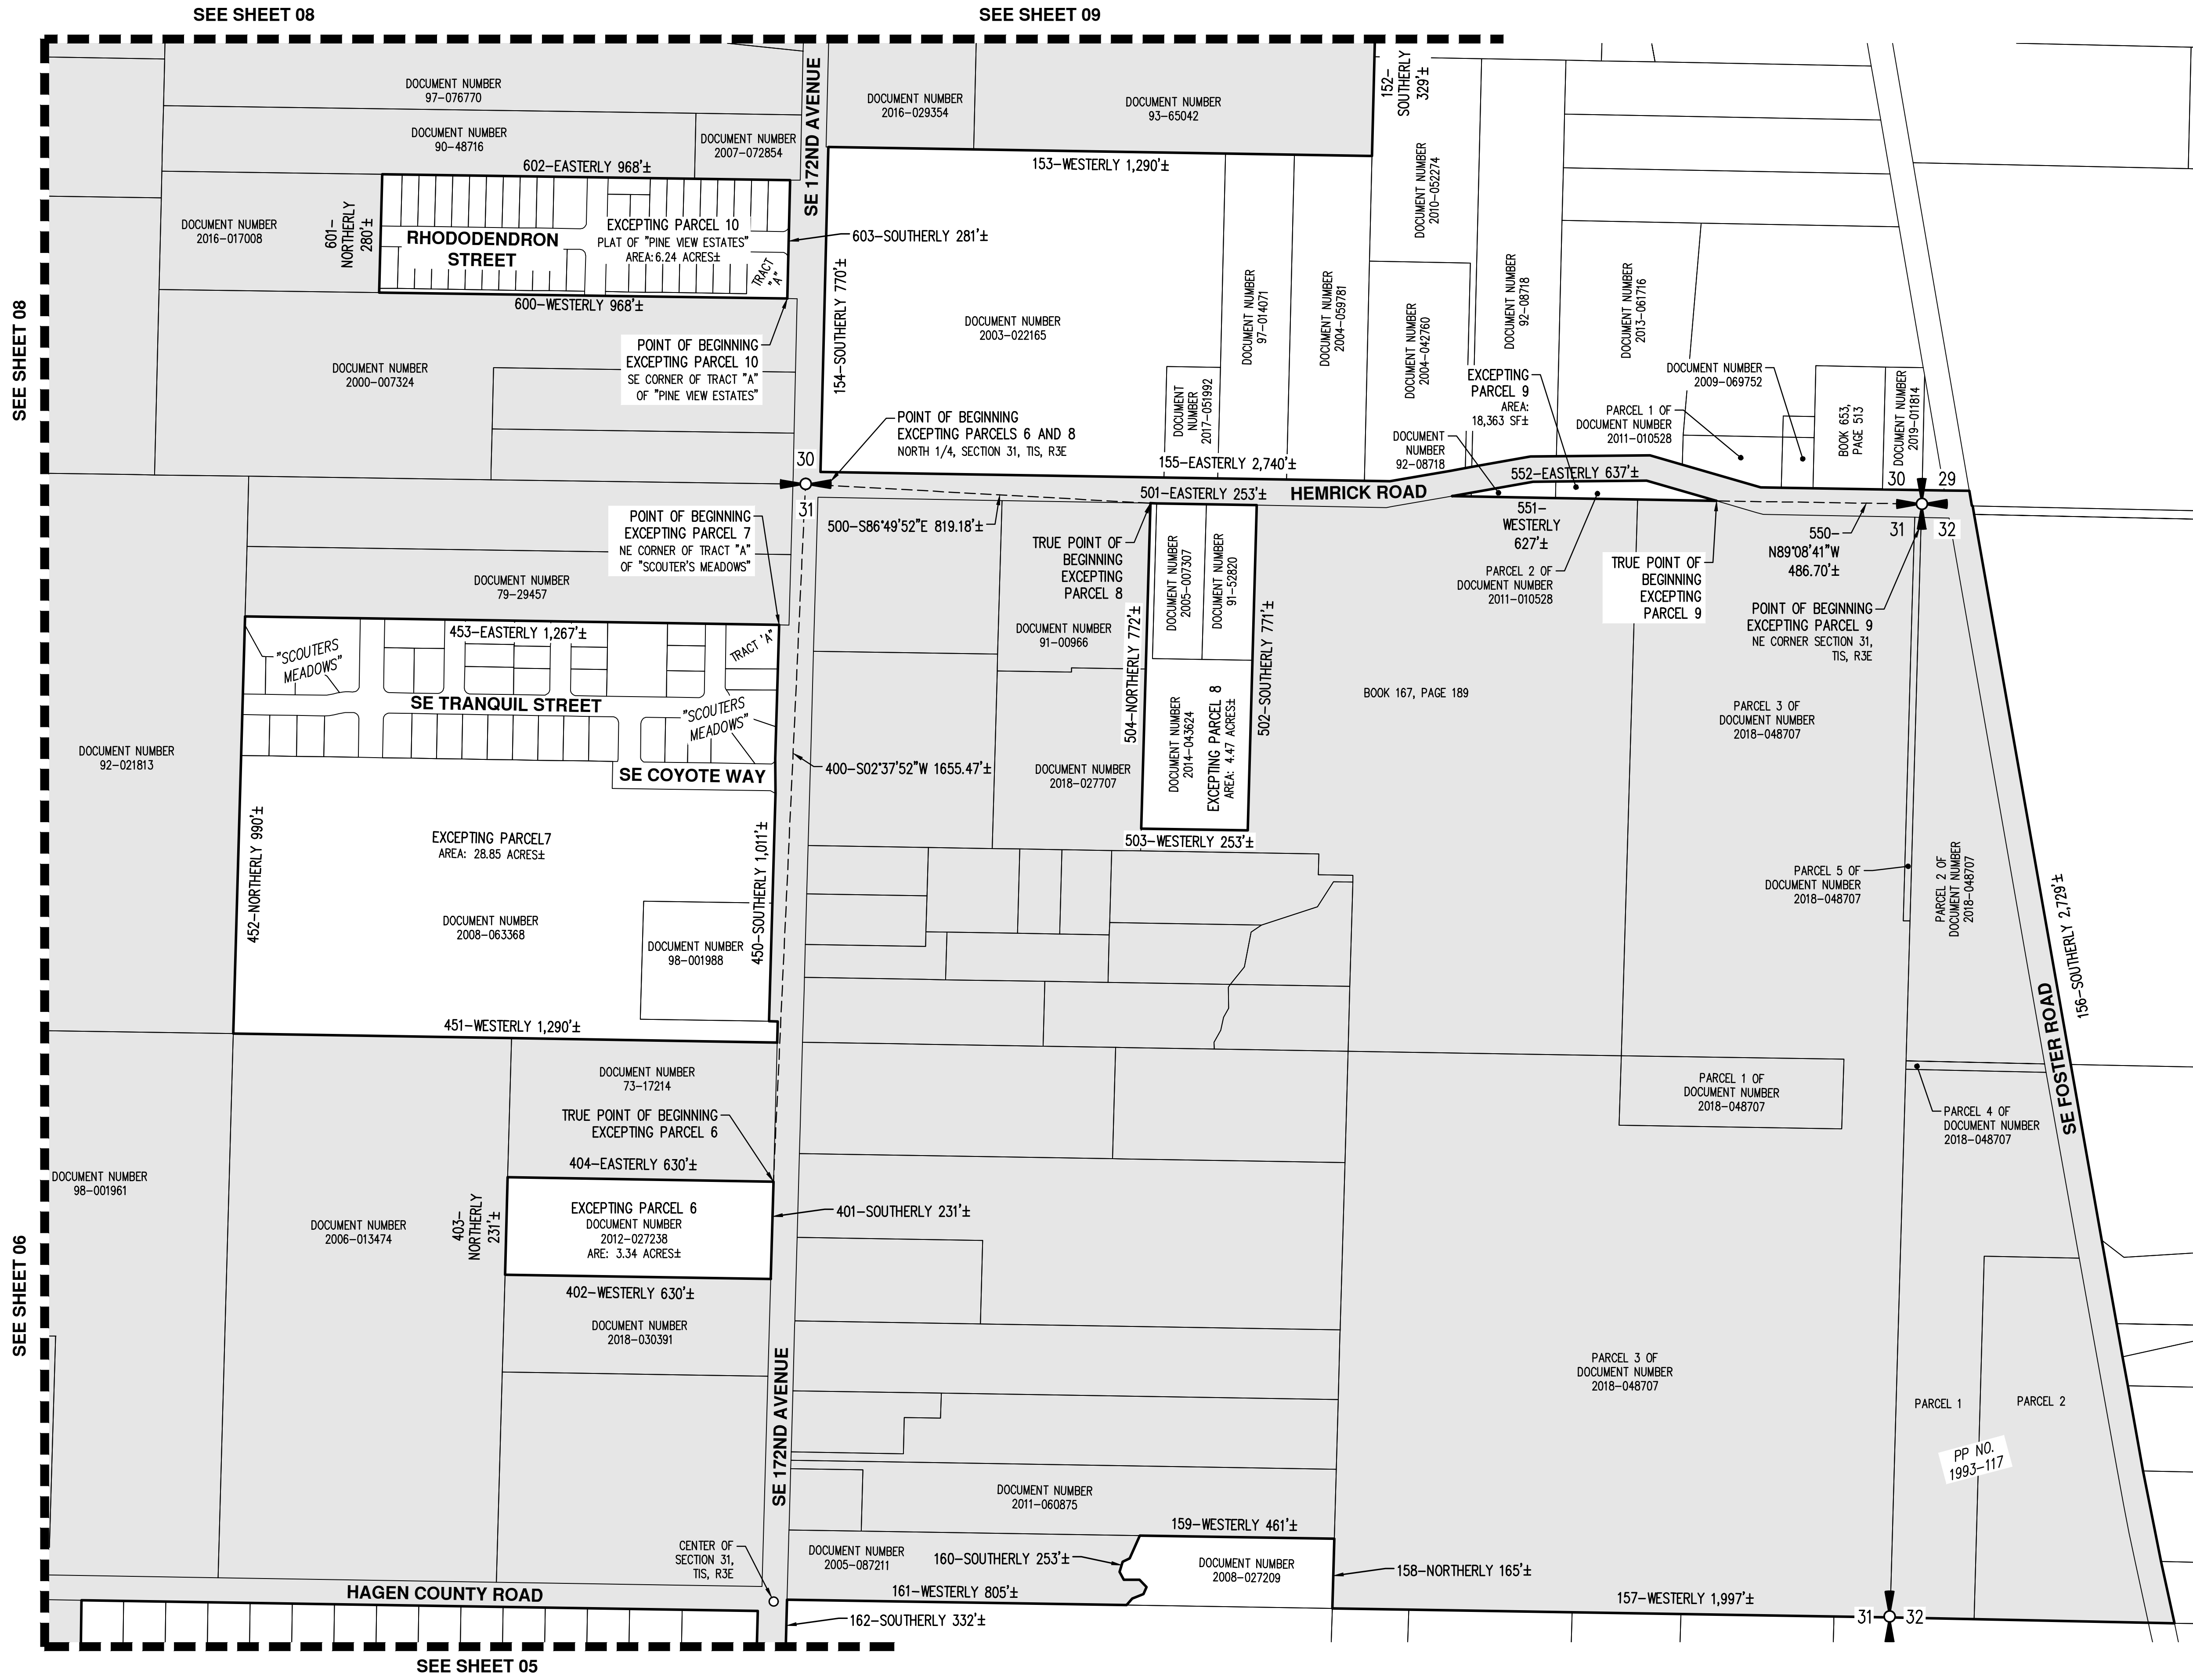 SEE SHEET 08
SEE SHEET 09
SEE SHEET 08
SEE SHEET 06
SEE SHEET 05
DOCUMENT NUMBER
97-076770
DOCUMENT NUMBER
90-48716
DOCUMENT NUMBER
2007-072854
602-EASTERLY 968'±
SE 172ND AVENUE
DOCUMENT NUMBER
2016-029354
DOCUMENT NUMBER
93-65042
152-
SOUTHERLY
329'±
153-WESTERLY 1,290'±
DOCUMENT NUMBER
2010-052274
DOCUMENT NUMBER
2016-017008
601-
NORTHERLY
280'±
RHODODENDRON
STREET
EXCEPTING PARCEL 10
PLAT OF "PINE VIEW ESTATES"
AREA:6.24 ACRES±
TRACT
"A"
603-SOUTHERLY 281'±
600-WESTERLY 968'±
154-SOUTHERLY 770'±
DOCUMENT NUMBER
2003-022165
DOCUMENT NUMBER
97-014071
DOCUMENT NUMBER
2004-059781
DOCUMENT NUMBER
2004-042760
DOCUMENT NUMBER
92-08718
DOCUMENT NUMBER
2013-061716
DOCUMENT NUMBER
2000-007324
POINT OF BEGINNING
EXCEPTING PARCEL 10
SE CORNER OF TRACT "A"
OF "PINE VIEW ESTATES"
DOCUMENT
NUMBER
2017-051992
EXCEPTING
PARCEL 9
AREA:
18,363 SF±
DOCUMENT NUMBER
2009-069752
PARCEL 1 OF
DOCUMENT NUMBER
2011-010528
BOOK 653,
PAGE 513
DOCUMENT NUMBER
2019-011814
POINT OF BEGINNING
EXCEPTING PARCELS 6 AND 8
NORTH 1/4, SECTION 31, TIS, R3E
DOCUMENT
NUMBER
92-08718
30
31
155-EASTERLY 2,740'±
552-EASTERLY 637'±
30
29
31
32
501-EASTERLY 253'±
HEMRICK ROAD
500-S86°49'52"E 819.18'±
551-
WESTERLY
627'±
550-
N89°08'41"W
486.70'±
POINT OF BEGINNING
EXCEPTING PARCEL 7
NE CORNER OF TRACT "A"
OF "SCOUTER'S MEADOWS"
TRUE POINT OF
BEGINNING
EXCEPTING
PARCEL 8
DOCUMENT NUMBER
2005-007307
DOCUMENT NUMBER
91-52820
PARCEL 2 OF
DOCUMENT NUMBER
2011-010528
TRUE POINT OF
BEGINNING
EXCEPTING
PARCEL 9
POINT OF BEGINNING
EXCEPTING PARCEL 9
NE CORNER SECTION 31,
TIS, R3E
DOCUMENT NUMBER
79-29457
453-EASTERLY 1,267'±
"SCOUTERS
MEADOWS"
TRACT 'A"
DOCUMENT NUMBER
91-00966
504-NORTHERLY 772'±
502-SOUTHERLY 771'±
SE TRANQUIL STREET
"SCOUTERS
MEADOWS"
BOOK 167, PAGE 189
PARCEL 3 OF
DOCUMENT NUMBER
2018-048707
DOCUMENT NUMBER
92-021813
SE COYOTE WAY
400-S02°37'52"W 1655.47'±
DOCUMENT NUMBER
2018-027707
DOCUMENT NUMBER
2014-043624
EXCEPTING PARCEL 8
AREA: 4.47 ACRES±
503-WESTERLY 253'±
452-NORTHERLY 990'±
EXCEPTING PARCEL7
AREA: 28.85 ACRES±
450-SOUTHERLY 1,011'±
DOCUMENT NUMBER
2008-063368
DOCUMENT NUMBER
98-001988
PARCEL 5 OF
DOCUMENT NUMBER
2018-048707
PARCEL 2 OF
DOCUMENT NUMBER
2018-048707
156-SOUTHERLY 2,729'±
SE FOSTER ROAD
451-WESTERLY 1,290'±
DOCUMENT NUMBER
73-17214
PARCEL 1 OF
DOCUMENT NUMBER
2018-048707
PARCEL 4 OF
DOCUMENT NUMBER
2018-048707
TRUE POINT OF BEGINNING
EXCEPTING PARCEL 6
404-EASTERLY 630'±
DOCUMENT NUMBER
98-001961
DOCUMENT NUMBER
2006-013474
403-
NORTHERLY
231'±
EXCEPTING PARCEL 6
DOCUMENT NUMBER
2012-027238
ARE: 3.34 ACRES±
401-SOUTHERLY 231'±
402-WESTERLY 630'±
DOCUMENT NUMBER
2018-030391
SE 172ND AVENUE
PARCEL 3 OF
DOCUMENT NUMBER
2018-048707
PARCEL 1
PARCEL 2
PP NO.
1993-117
DOCUMENT NUMBER
2011-060875
159-WESTERLY 461'±
CENTER OF
SECTION 31,
TIS, R3E
DOCUMENT NUMBER
2005-087211
160-SOUTHERLY 253'±
DOCUMENT NUMBER
2008-027209
158-NORTHERLY 165'±
HAGEN COUNTY ROAD
161-WESTERLY 805'±
157-WESTERLY 1,997'±
162-SOUTHERLY 332'±
31
32